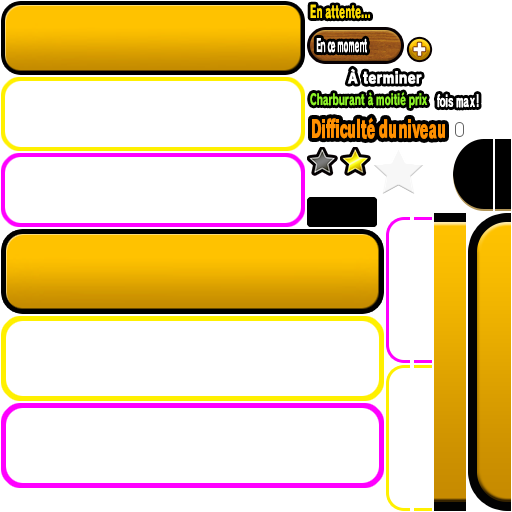 En attente...
En ce moment
À terminer
Charburant à moitié prix fois max!
Difficulté du niveau